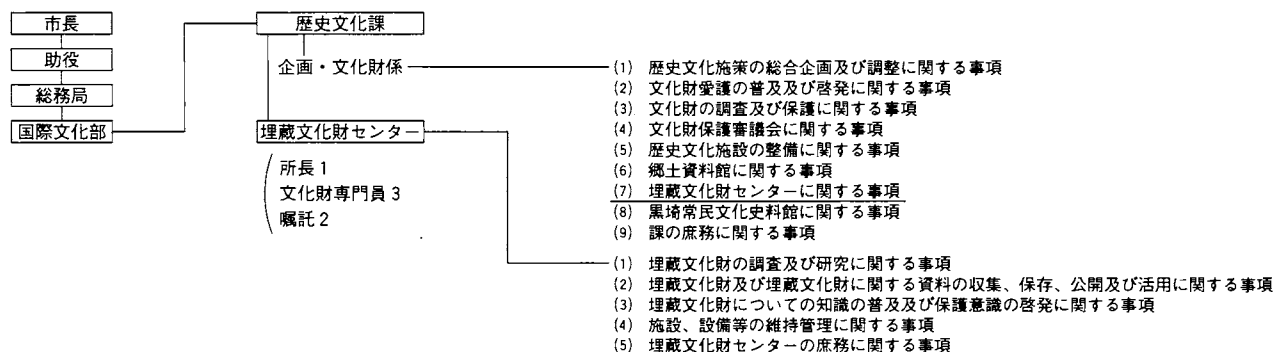 市長
助役
総務局
国際文化部
歴史文化課
企画・文化財係
埋蔵文化財センター
所長 1
文化財専門員 3
嘱託 2
(1) 歴史文化施策の総合企画及び調整に関する事項
(2) 文化財愛護の普及及び啓発に関する事項
(3) 文化財の調査及び保護に関する事項
(4) 文化財保護審議会に関する事項
(5) 歴史文化施設の整備に関する事項
(6) 郷土資料館に関する事項
(7) 埋蔵文化財センターに関する事項
(8) 黒埼常民文化史料館に関する事項
(9) 課の庶務に関する事項
(1) 埋蔵文化財の調査及び研究に関する事項
(2) 埋蔵文化財及び埋蔵文化財に関する資料の収集、保存、公開及び活用に関する事項
(3) 埋蔵文化財についての知識の普及及び保護意識の啓発に関する事項
(4) 施設、設備等の維持管理に関する事項
(5) 埋蔵文化財センターの庶務に関する事項